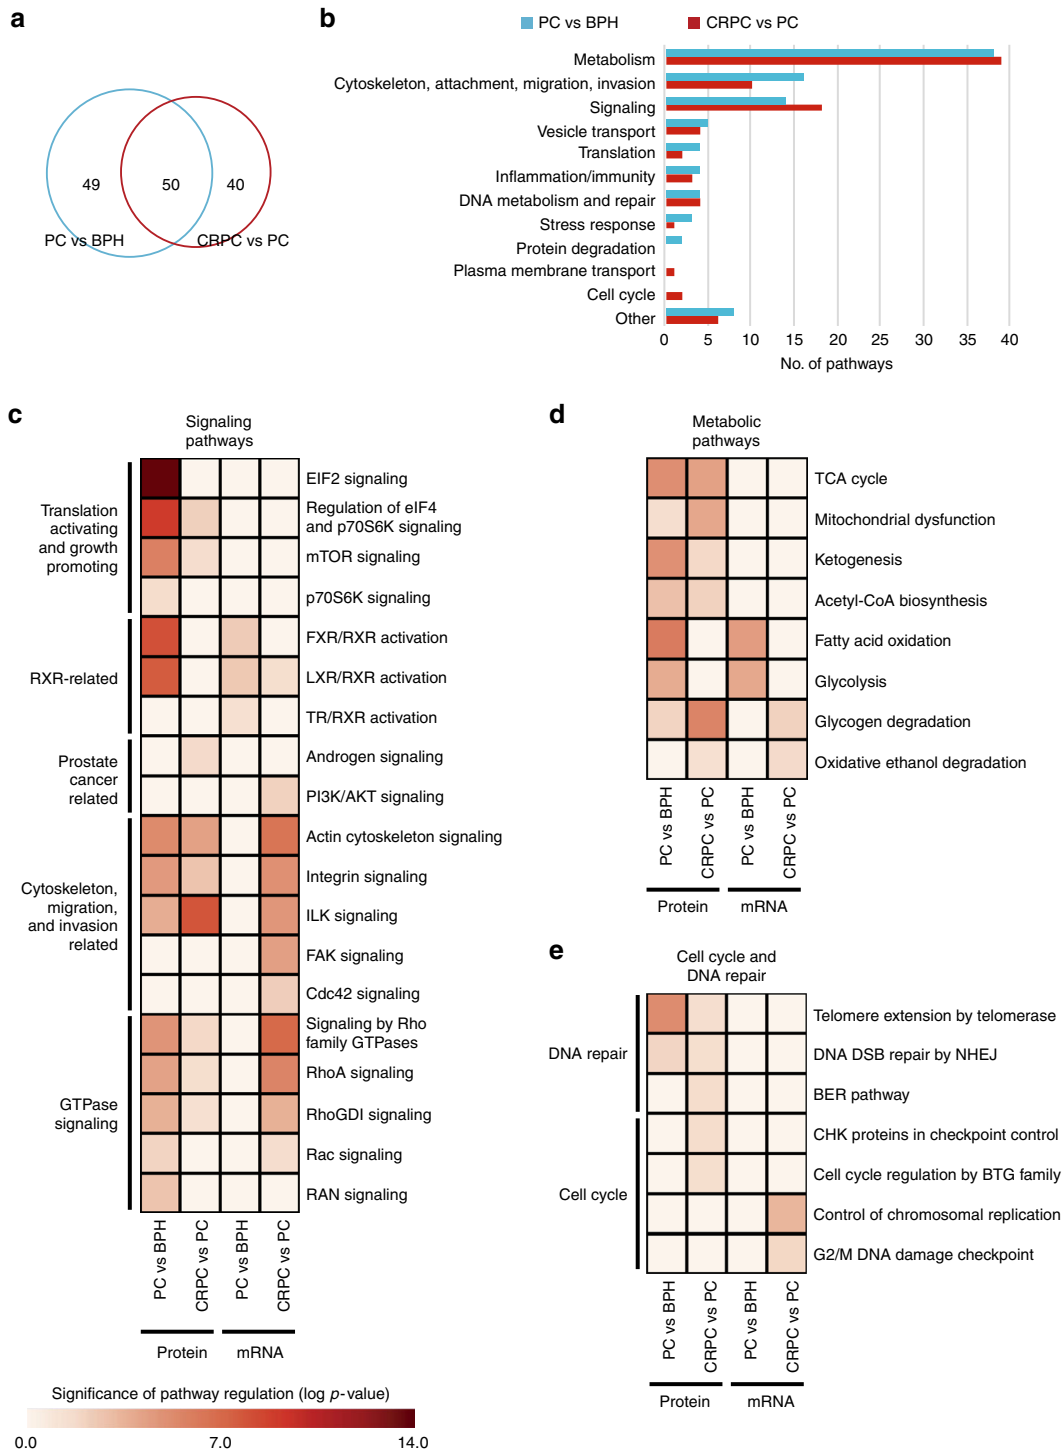 a
49
50
40
PC vs BPH
CRPC vs PC
b
PC vs BPH
CRPC vs PC
Metabolism
Cytoskeleton, attachment, migration, invasion
Signaling
Vesicle transport
Translation
Inflammation/immunity
DNA metabolism and repair
Stress response
Protein degradation
Plasma membrane transport
Cell cycle
Other
0 5 10 15 20 25 30 35 40
No. of pathways
c
Signaling
pathways
Translation
activating
and growth
promoting
EIF2 signaling
Regulation of eIF4
and p70S6K signaling
mTOR signaling
p70S6K signaling
RXR-related
FXR/RXR activation
LXR/RXR activation
TR/RXR activation
Prostate
cancer
related
Androgen signaling
PI3K/AKT signaling
Cytoskeleton,
migration,
and invasion
related
Actin cytoskeleton signaling
Integrin signaling
ILK signaling
FAK signaling
Cdc42 signaling
GTPase
signaling
Signaling by Rho
family GTPases
RhoA signaling
RhoGDI signaling
Rac signaling
RAN signaling
PC vs BPH
CRPC vs PC
PC vs BPH
CRPC vs PC
Protein
mRNA
Significance of pathway regulation (log p-value)
0.0 7.0 14.0
d
Metabolic
pathways
TCA cycle
Mitochondrial dysfunction
Ketogenesis
Acetyl-CoA biosynthesis
Fatty acid oxidation
Glycolysis
Glycogen degradation
Oxidative ethanol degradation
PC vs BPH
CRPC vs PC
PC vs BPH
CRPC vs PC
Protein
mRNA
e
Cell cycle and
DNA repair
DNA repair
Telomere extension by telomerase
DNA DSB repair by NHEJ
BER pathway
Cell cycle
CHK proteins in checkpoint control
Cell cycle regulation by BTG family
Control of chromosomal replication
G2/M DNA damage checkpoint
PC vs BPH
CRPC vs PC
PC vs BPH
CRPC vs PC
Protein
mRNA